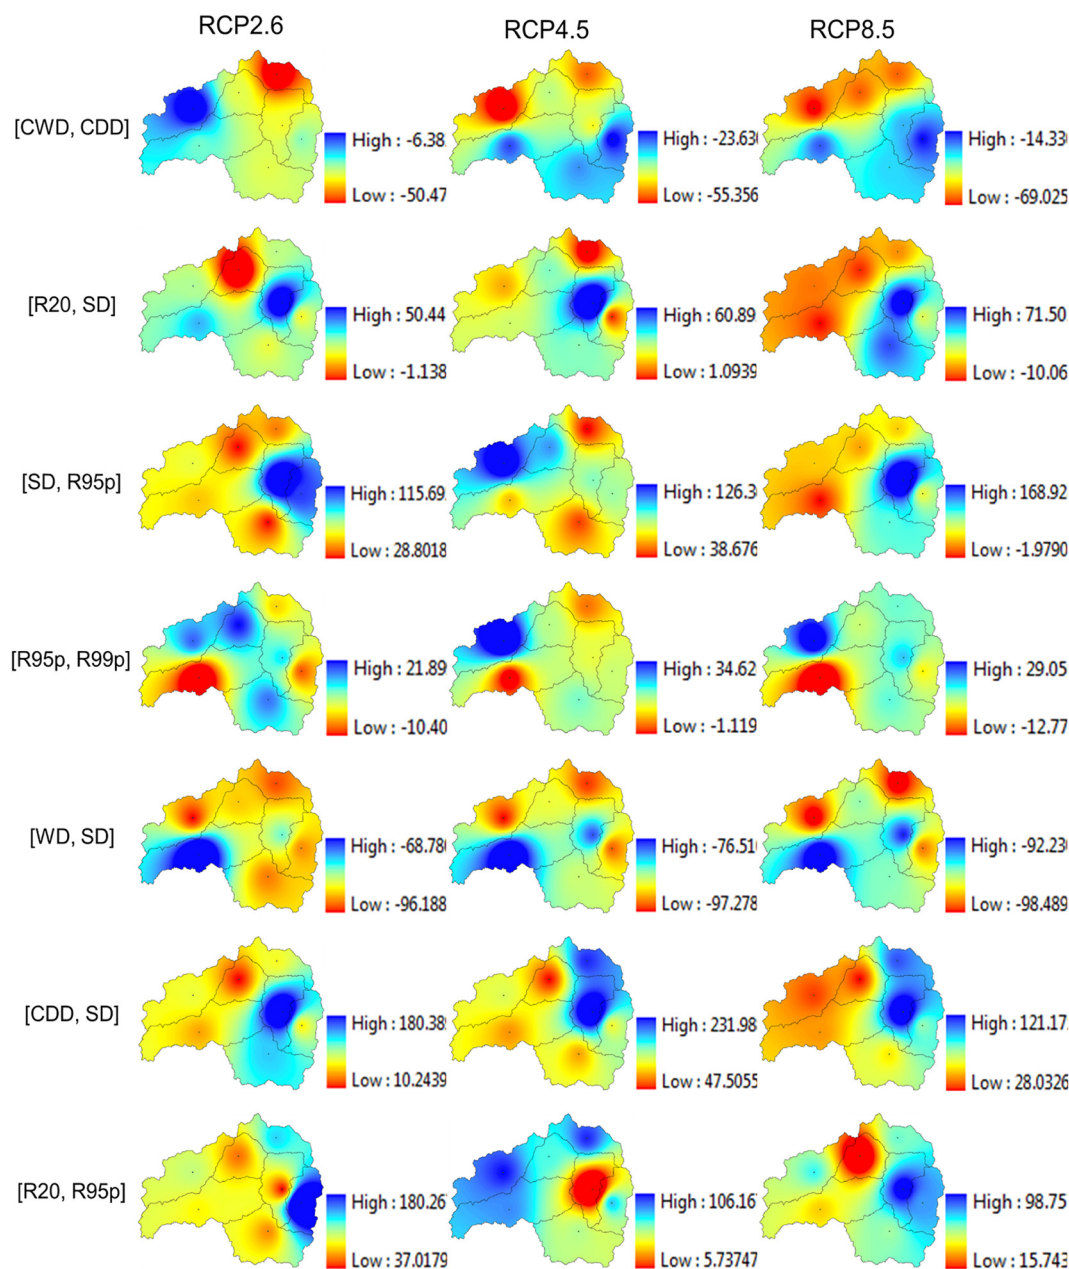 RCP2.6 RCP4.5 RCP8.5
[CWD, CDD]
High : -6.38 High : -23.63 High : -14.33
Low : -50.47 Low : -55.356 Low : -69.025
[R20, SD]
High : 50.44 High : 60.89 High : 71.50
Low : -1.138 Low : 1.0939 Low : -10.06
[SD, R95p]
High : 115.69 High : 126.3 High : 168.92
Low : 28.8018 Low : 38.676 Low : -1.9790
[R95p, R99p]
High : 21.89 High : 34.62 High : 29.05
Low : -10.40 Low : -1.119 Low : -12.77
[WD, SD]
High : -68.78 High : -76.51 High : -92.23
Low : -96.188 Low : -97.278 Low : -98.489
[CDD, SD]
High : 180.38 High : 231.98 High : 121.17
Low : 10.2439 Low : 47.5055 Low : 28.0326
[R20, R95p]
High : 180.26 High : 106.16 High : 98.75
Low : 37.0179 Low : 5.73747 Low : 15.743